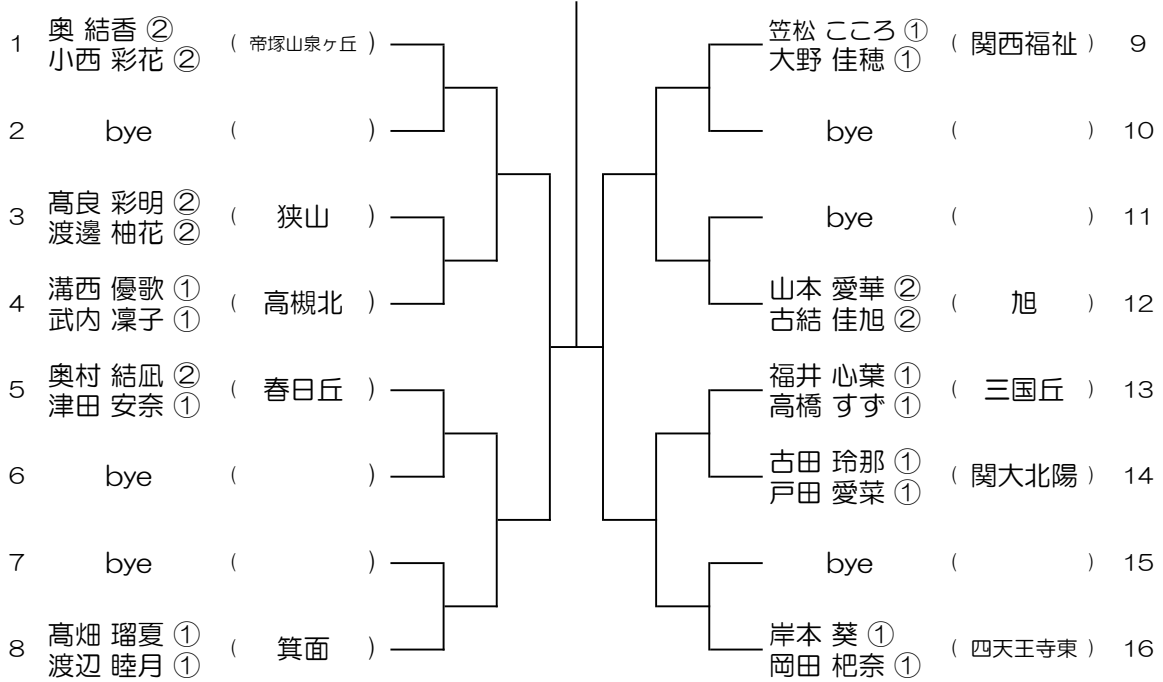 1 奥 結香 ② ( 帝塚山泉ヶ丘 )
小西 彩花 ②
2 bye ( )
3 髙良 彩明 ② ( 狭山 )
渡邊 柚花 ②
4 溝西 優歌 ① ( 高槻北 )
武内 凜子 ①
5 奥村 結凪 ② ( 春日丘 )
津田 安奈 ①
6 bye ( )
7 bye ( )
8 髙畑 瑠夏 ① ( 箕面 )
渡辺 睦月 ①
笠松 こころ ① ( 関西福祉 ) 9
大野 佳穂 ①
bye ( ) 10
bye ( ) 11
山本 愛華 ② ( 旭 ) 12
古結 佳旭 ②
福井 心葉 ① ( 三国丘 ) 13
高橋 すず ①
古田 玲那 ① ( 関大北陽 ) 14
戸田 愛菜 ①
bye ( ) 15
岸本 葵 ① ( 四天王寺東 ) 16
岡田 杷奈 ①